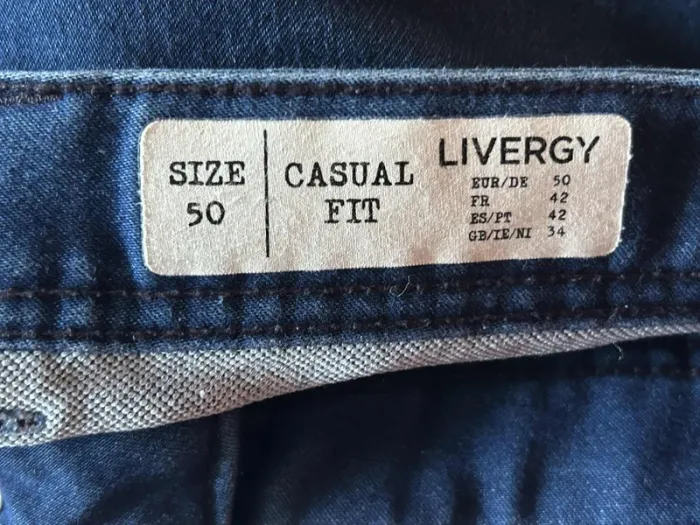 SIZE
50
CASUAL
FIT
LIVERGY
EUR/DE 50
FR 42
ES/PT 42
GB/IE/NI 34